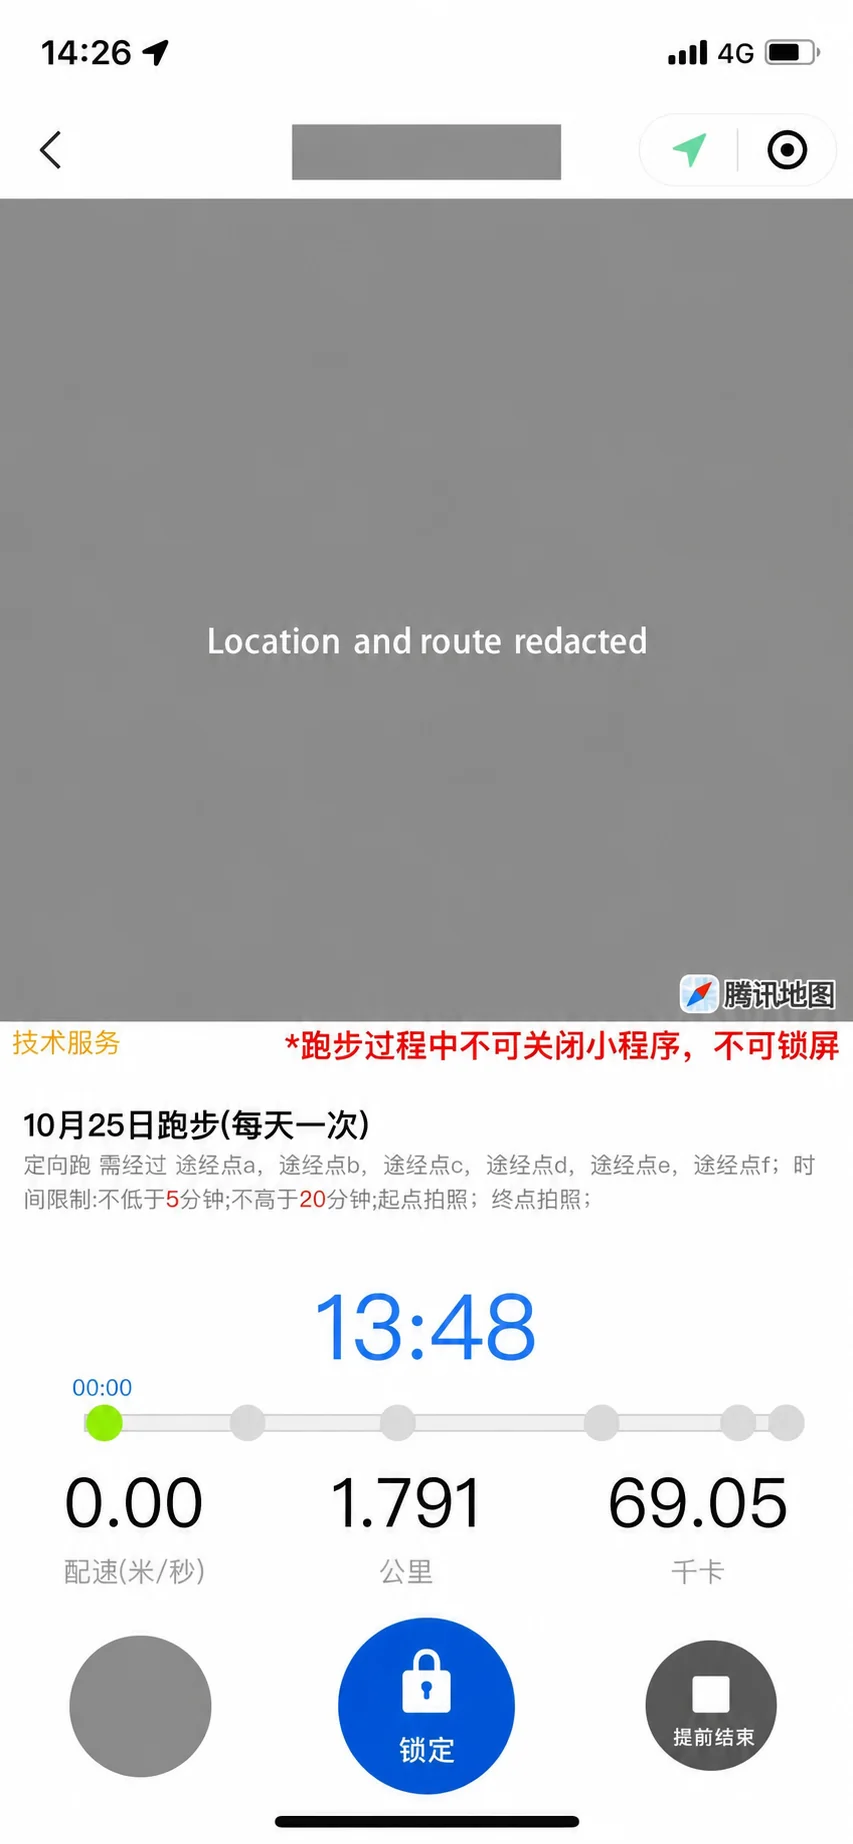 14:26 4G
Location and route redacted
腾讯地图
技术服务 *跑步过程中不可关闭小程序，不可锁屏
10月25日跑步(每天一次)
定向跑 需经过 途经点a，途经点b，途经点c，途经点d，途经点e，途经点f；时
间限制:不低于5分钟;不高于20分钟;起点拍照；终点拍照；
13:48
00:00
0.00 1.791 69.05
配速(米/秒) 公里 千卡
锁定 提前结束